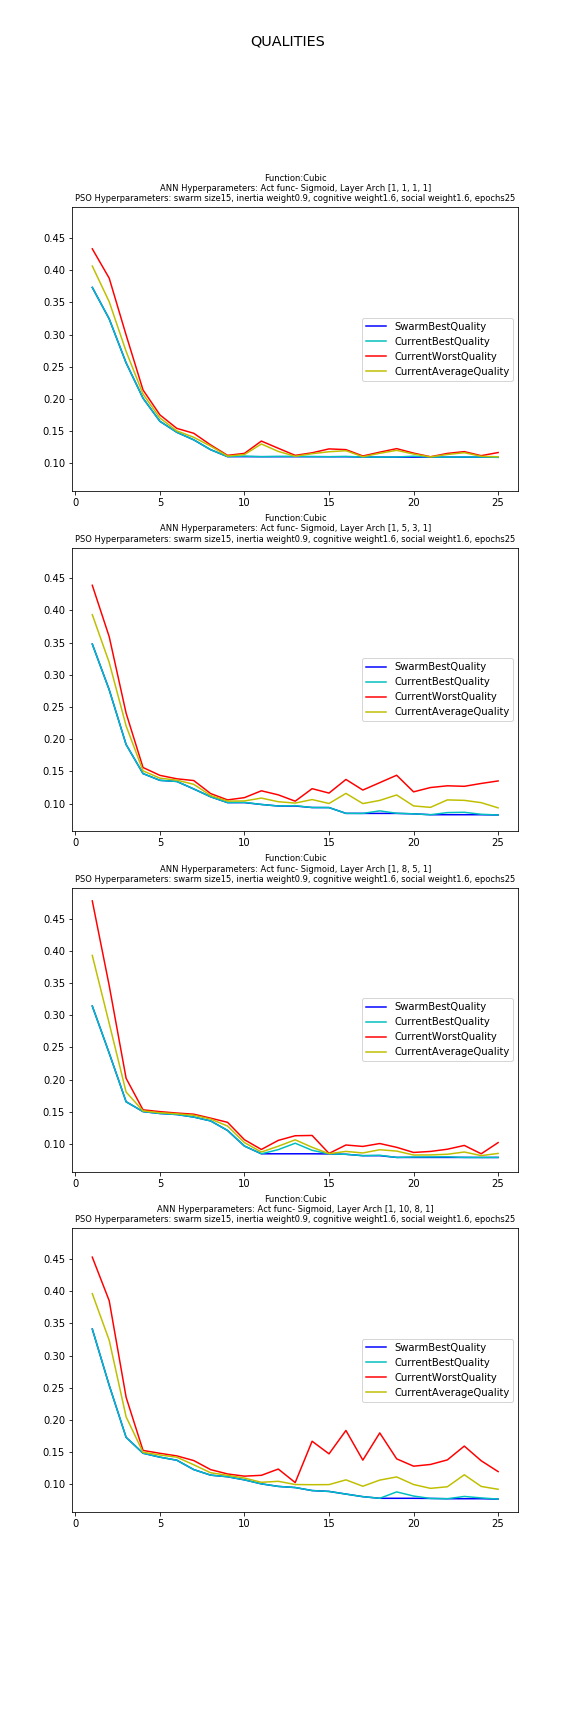 QUALITIES
Function:Cubic
ANN Hyperparameters: Act func- Sigmoid, Layer Arch [1, 1, 1, 1]
PSO Hyperparameters: swarm size15, inertia weight0.9, cognitive weight1.6, social weight1.6, epochs25
0.45
0.40
0.35
0.30
0.25
0.20
0.15
0.10
SwarmBestQuality
CurrentBestQuality
CurrentWorstQuality
CurrentAverageQuality
0 5 10 15 20 25
Function:Cubic
ANN Hyperparameters: Act func- Sigmoid, Layer Arch [1, 5, 3, 1]
PSO Hyperparameters: swarm size15, inertia weight0.9, cognitive weight1.6, social weight1.6, epochs25
0.45
0.40
0.35
0.30
0.25
0.20
0.15
0.10
SwarmBestQuality
CurrentBestQuality
CurrentWorstQuality
CurrentAverageQuality
0 5 10 15 20 25
Function:Cubic
ANN Hyperparameters: Act func- Sigmoid, Layer Arch [1, 8, 5, 1]
PSO Hyperparameters: swarm size15, inertia weight0.9, cognitive weight1.6, social weight1.6, epochs25
0.45
0.40
0.35
0.30
0.25
0.20
0.15
0.10
SwarmBestQuality
CurrentBestQuality
CurrentWorstQuality
CurrentAverageQuality
0 5 10 15 20 25
Function:Cubic
ANN Hyperparameters: Act func- Sigmoid, Layer Arch [1, 10, 8, 1]
PSO Hyperparameters: swarm size15, inertia weight0.9, cognitive weight1.6, social weight1.6, epochs25
0.45
0.40
0.35
0.30
0.25
0.20
0.15
0.10
SwarmBestQuality
CurrentBestQuality
CurrentWorstQuality
CurrentAverageQuality
0 5 10 15 20 25